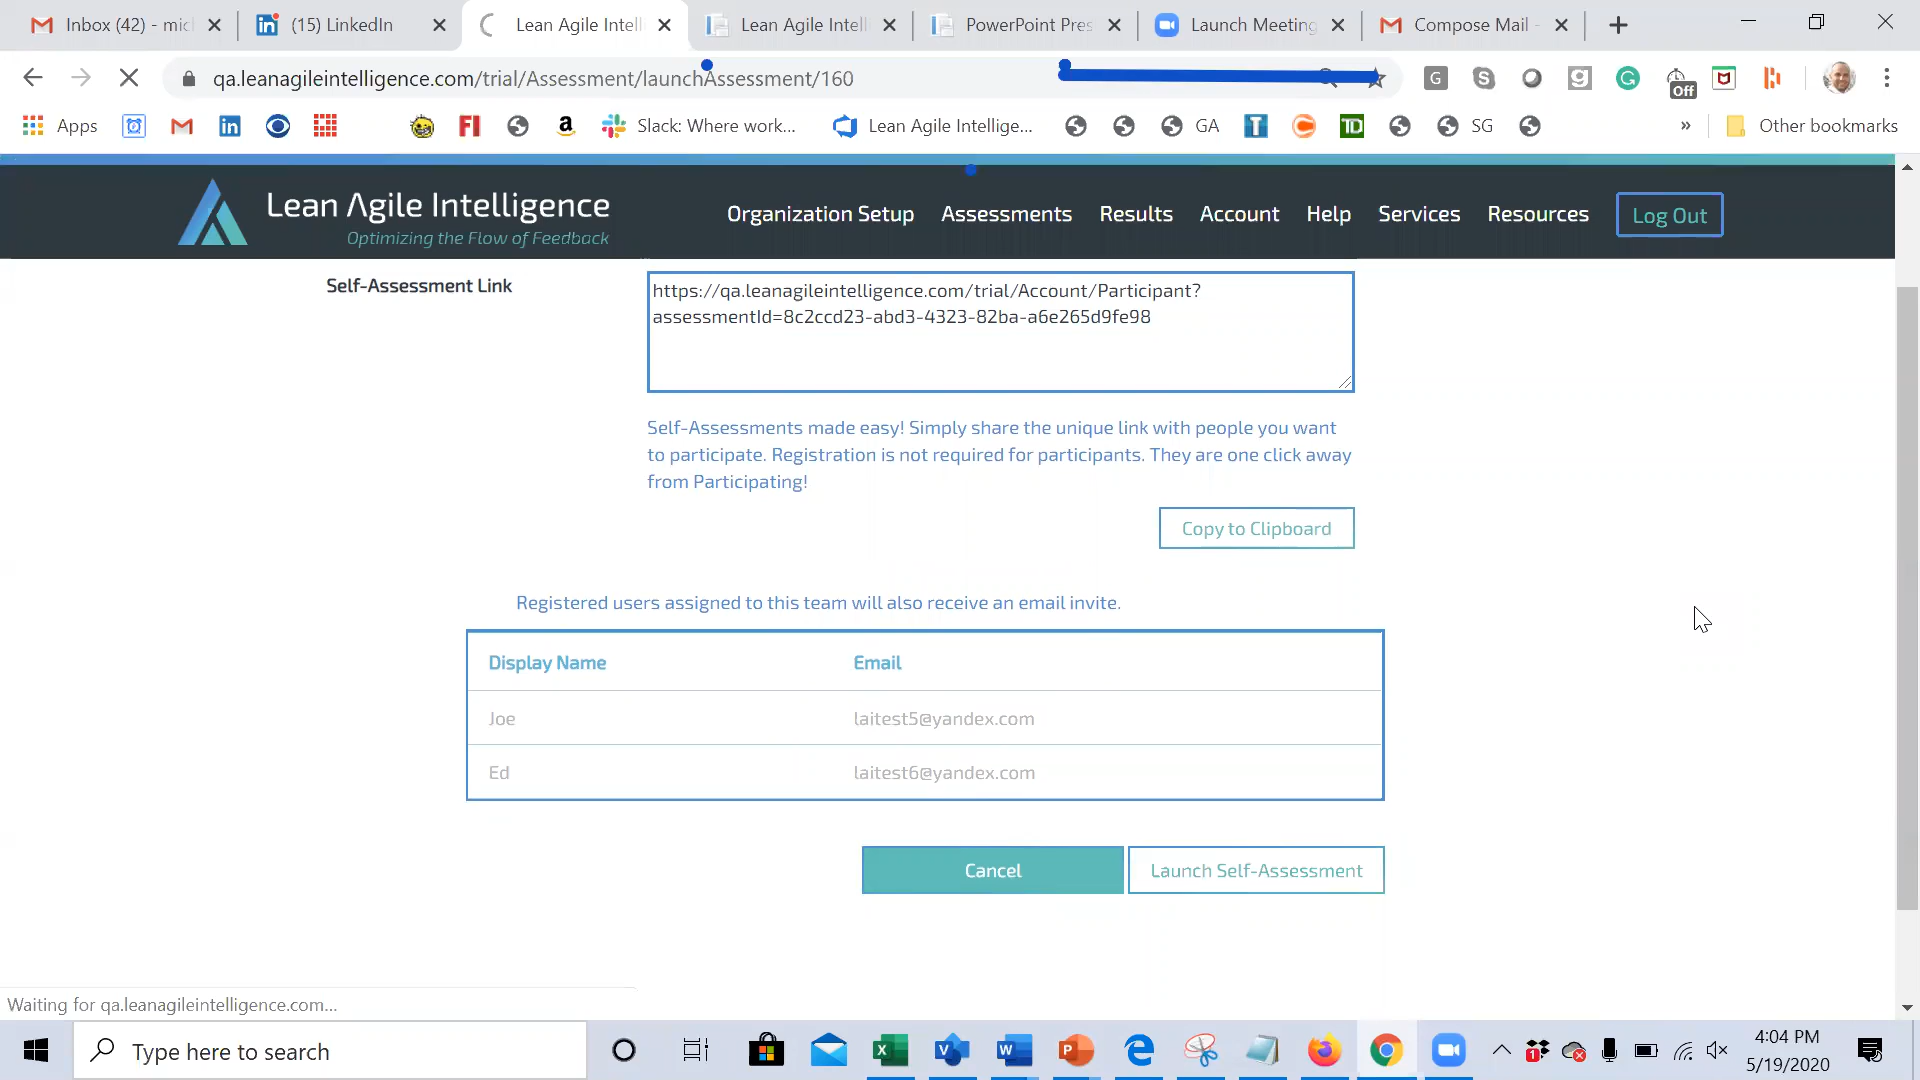 Inbox (42) - mic
(15) LinkedIn
Lean Agile Intelli
Lean Agile Intelli
PowerPoint Pres
Launch Meeting
Compose Mail -
qa.leanagileintelligence.com/trial/Assessment/launchAssessment/160
Off
Apps
FI
Slack: Where work...
Lean Agile Intellige...
GA
T
TD
SG
»
Other bookmarks
Lean Agile Intelligence
Optimizing the Flow of Feedback
Organization Setup
Assessments
Results
Account
Help
Services
Resources
Log Out
Self-Assessment Link
https://qa.leanagileintelligence.com/trial/Account/Participant?
assessmentId=8c2ccd23-abd3-4323-82ba-a6e265d9fe98
Self-Assessments made easy! Simply share the unique link with people you want
to participate. Registration is not required for participants. They are one click away
from Participating!
Copy to Clipboard
Registered users assigned to this team will also receive an email invite.
Display Name Email
Joe laitest5@yandex.com
Ed laitest6@yandex.com
Cancel
Launch Self-Assessment
Waiting for qa.leanagileintelligence.com...
Type here to search
4:04 PM
5/19/2020